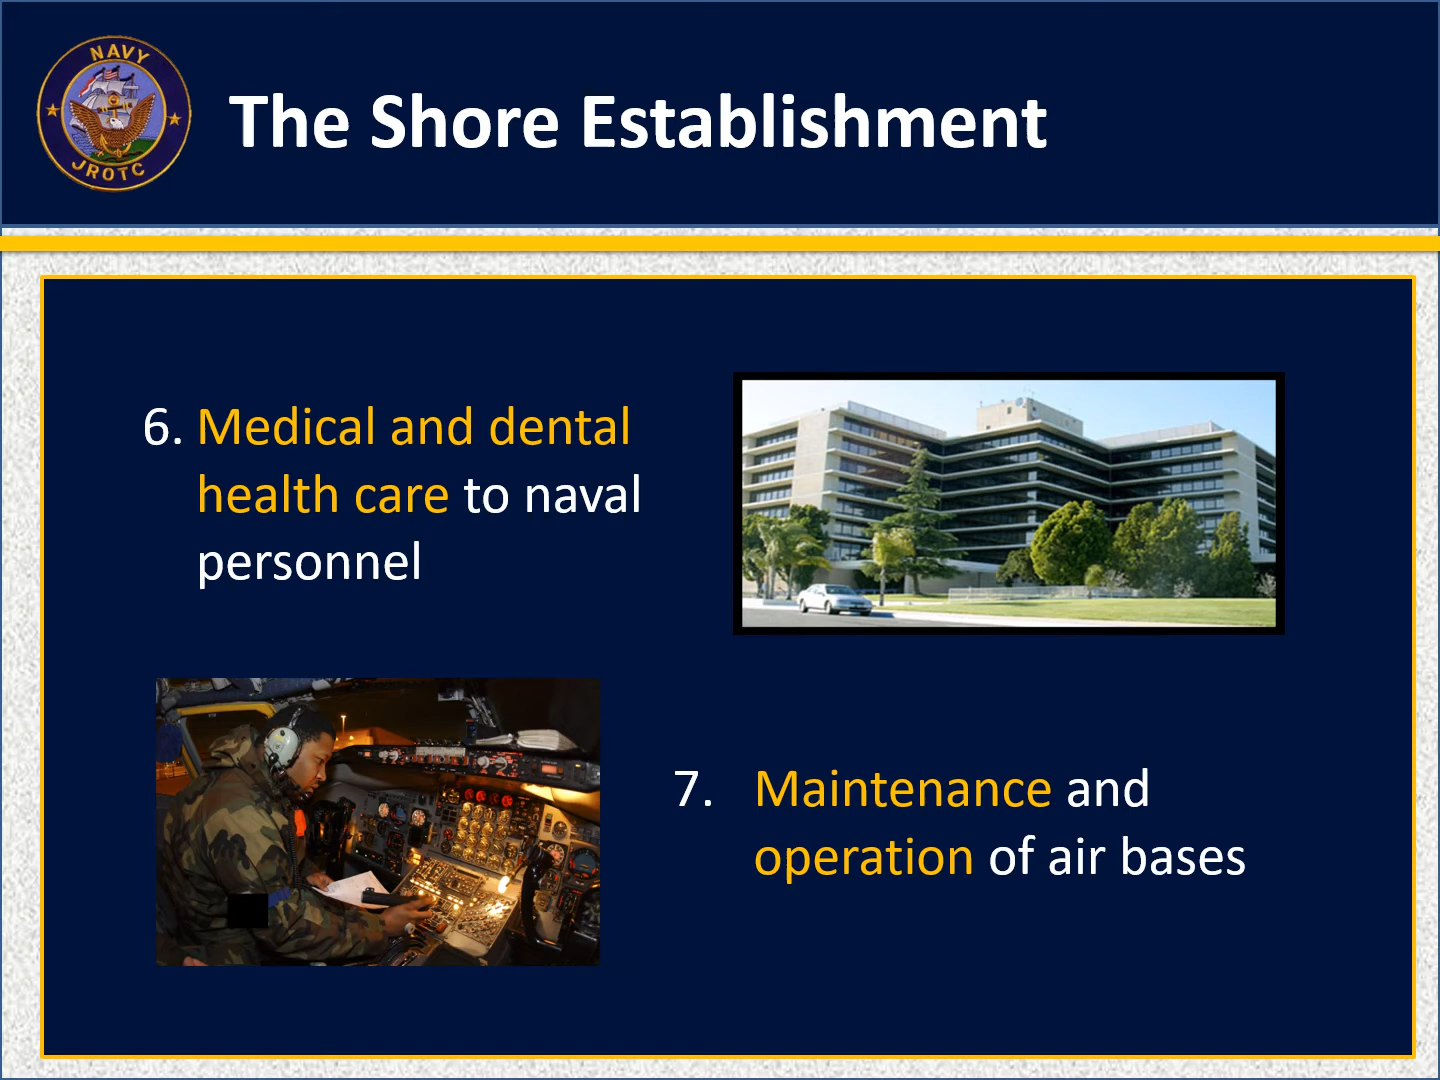 NAVY
JROTC
The Shore Establishment
6. Medical and dental
health care to naval
personnel
7. Maintenance and
operation of air bases